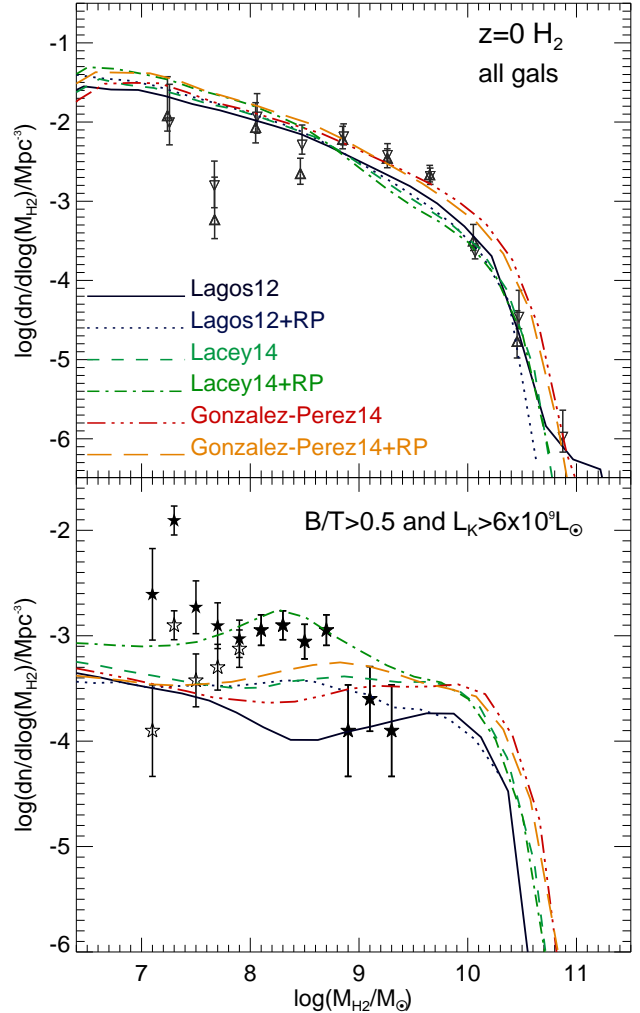 z=0 H2
all gals
-1
-2
-3
-4
-5
-6
log(dn/dlog(MH2)/Mpc-3)
Lagos12
Lagos12+RP
Lacey14
Lacey14+RP
Gonzalez-Perez14
Gonzalez-Perez14+RP
B/T>0.5 and LK>6x10⁹L☉
-2
-3
-4
-5
-6
log(dn/dlog(MH2)/Mpc-3)
7 8 9 10 11
log(MH2/M☉)